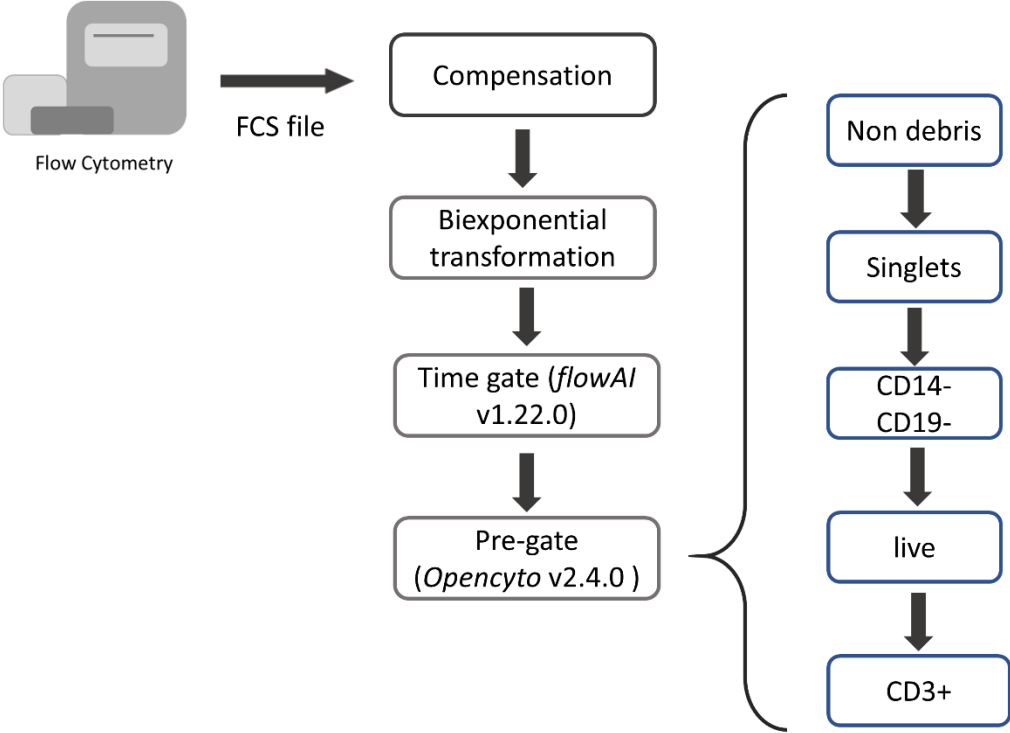 Flow Cytometry
FCS file
Compensation
Biexponential
transformation
Time gate (flowAI
v1.22.0)
Pre-gate
(Opencyto v2.4.0 )
Non debris
Singlets
CD14-
CD19-
live
CD3+